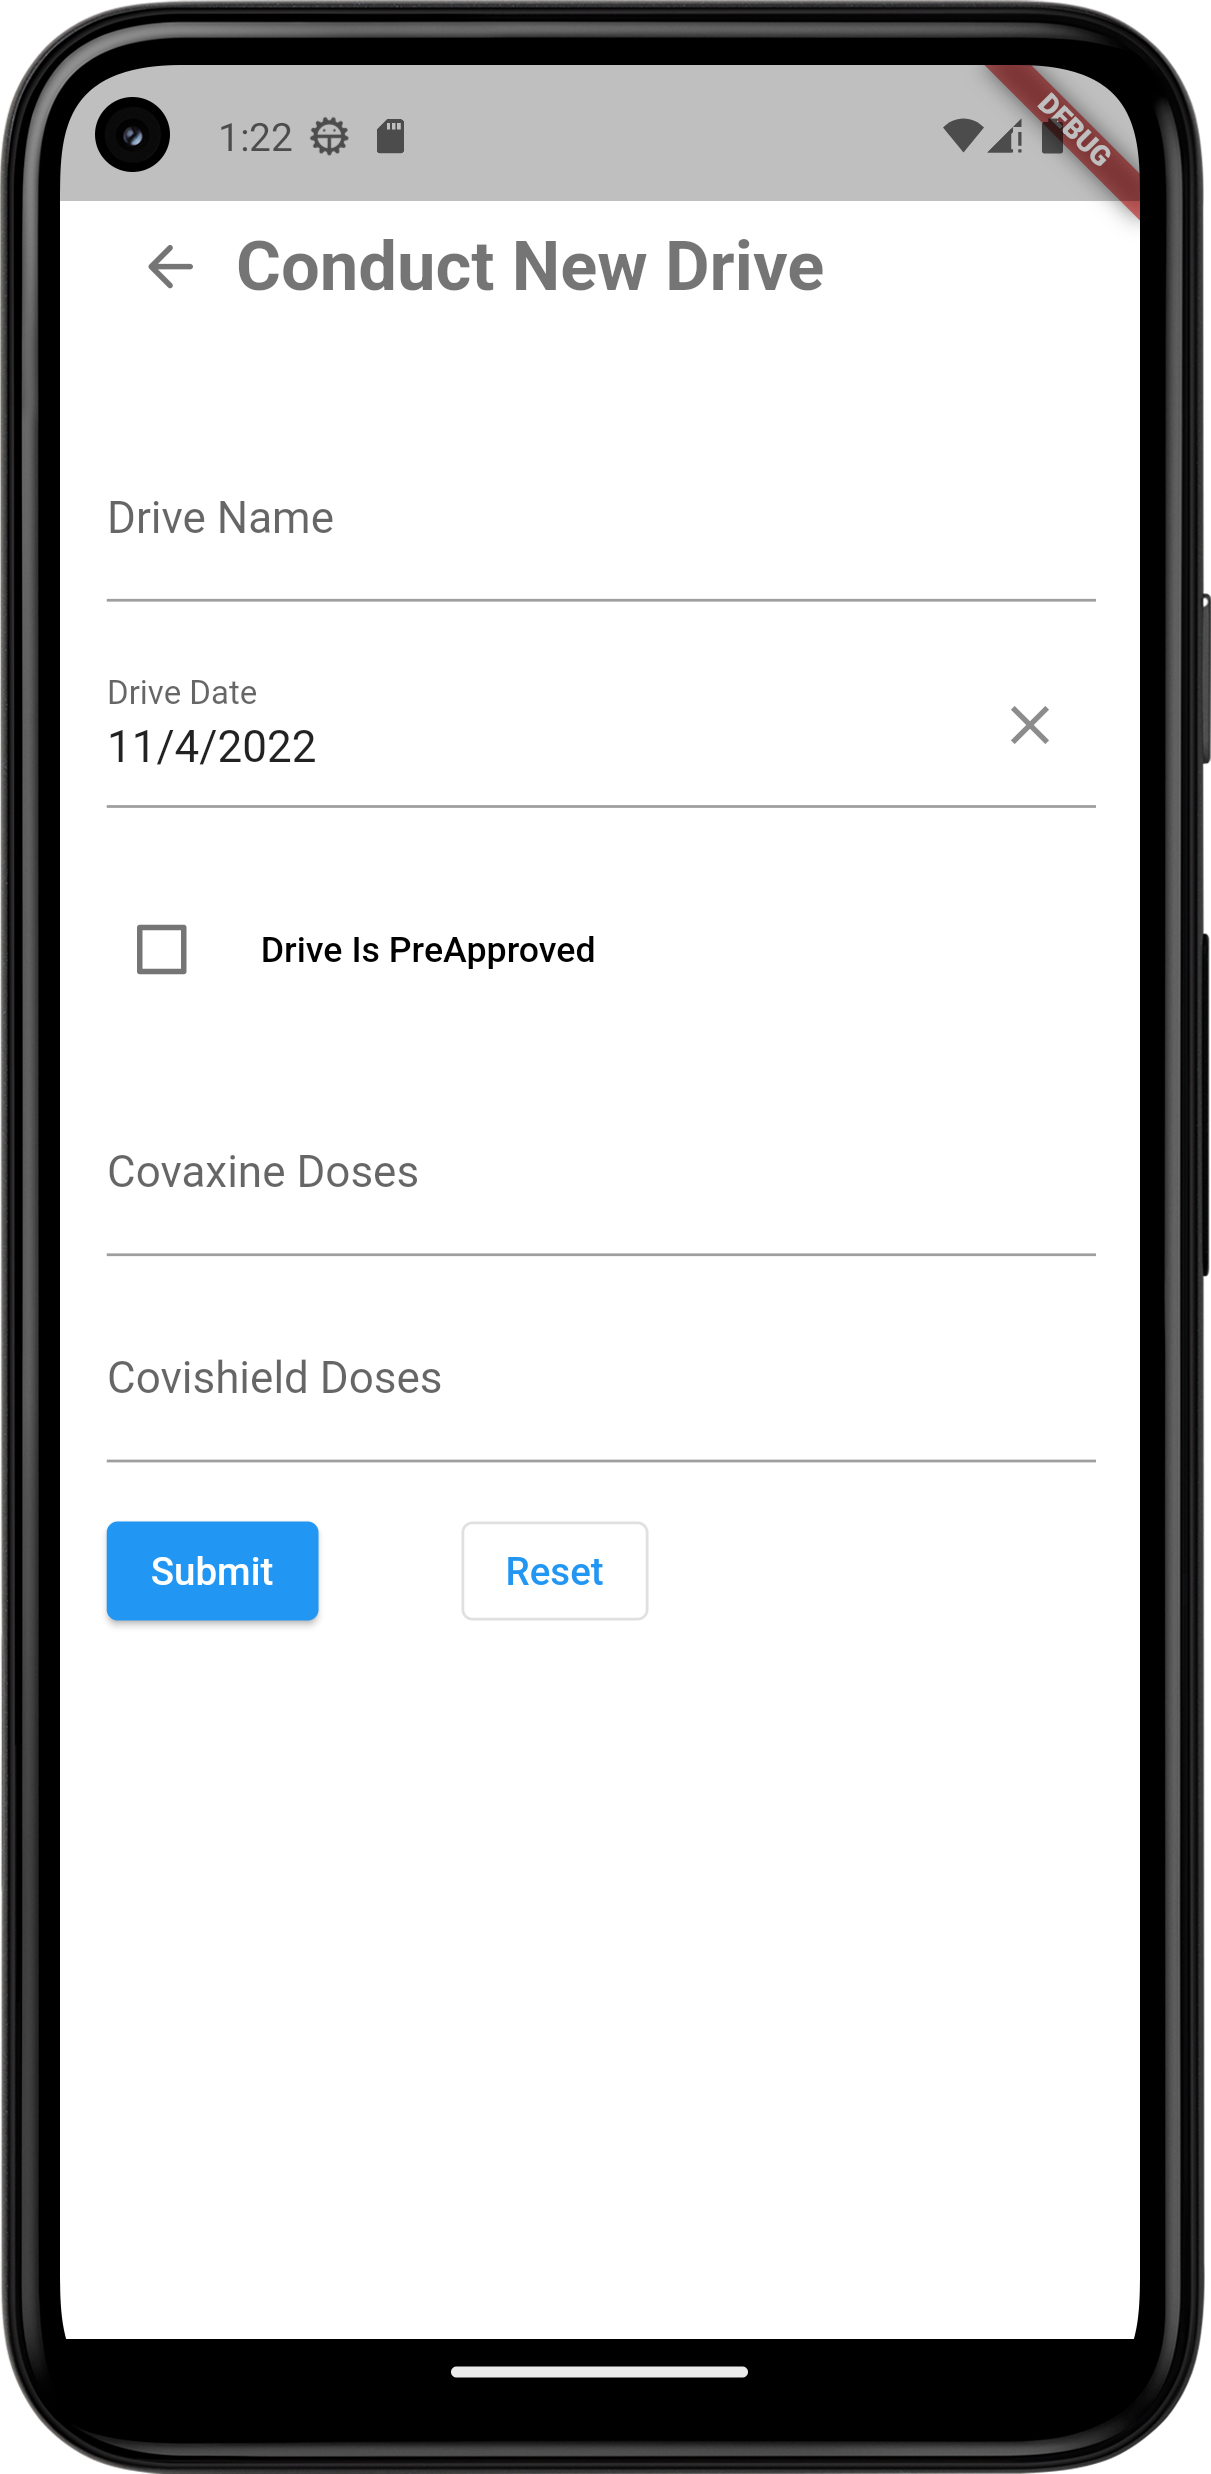 1:22
DEBUG
Conduct New Drive
Drive Name
Drive Date
11/4/2022
Drive Is PreApproved
Covaxine Doses
Covishield Doses
Submit
Reset